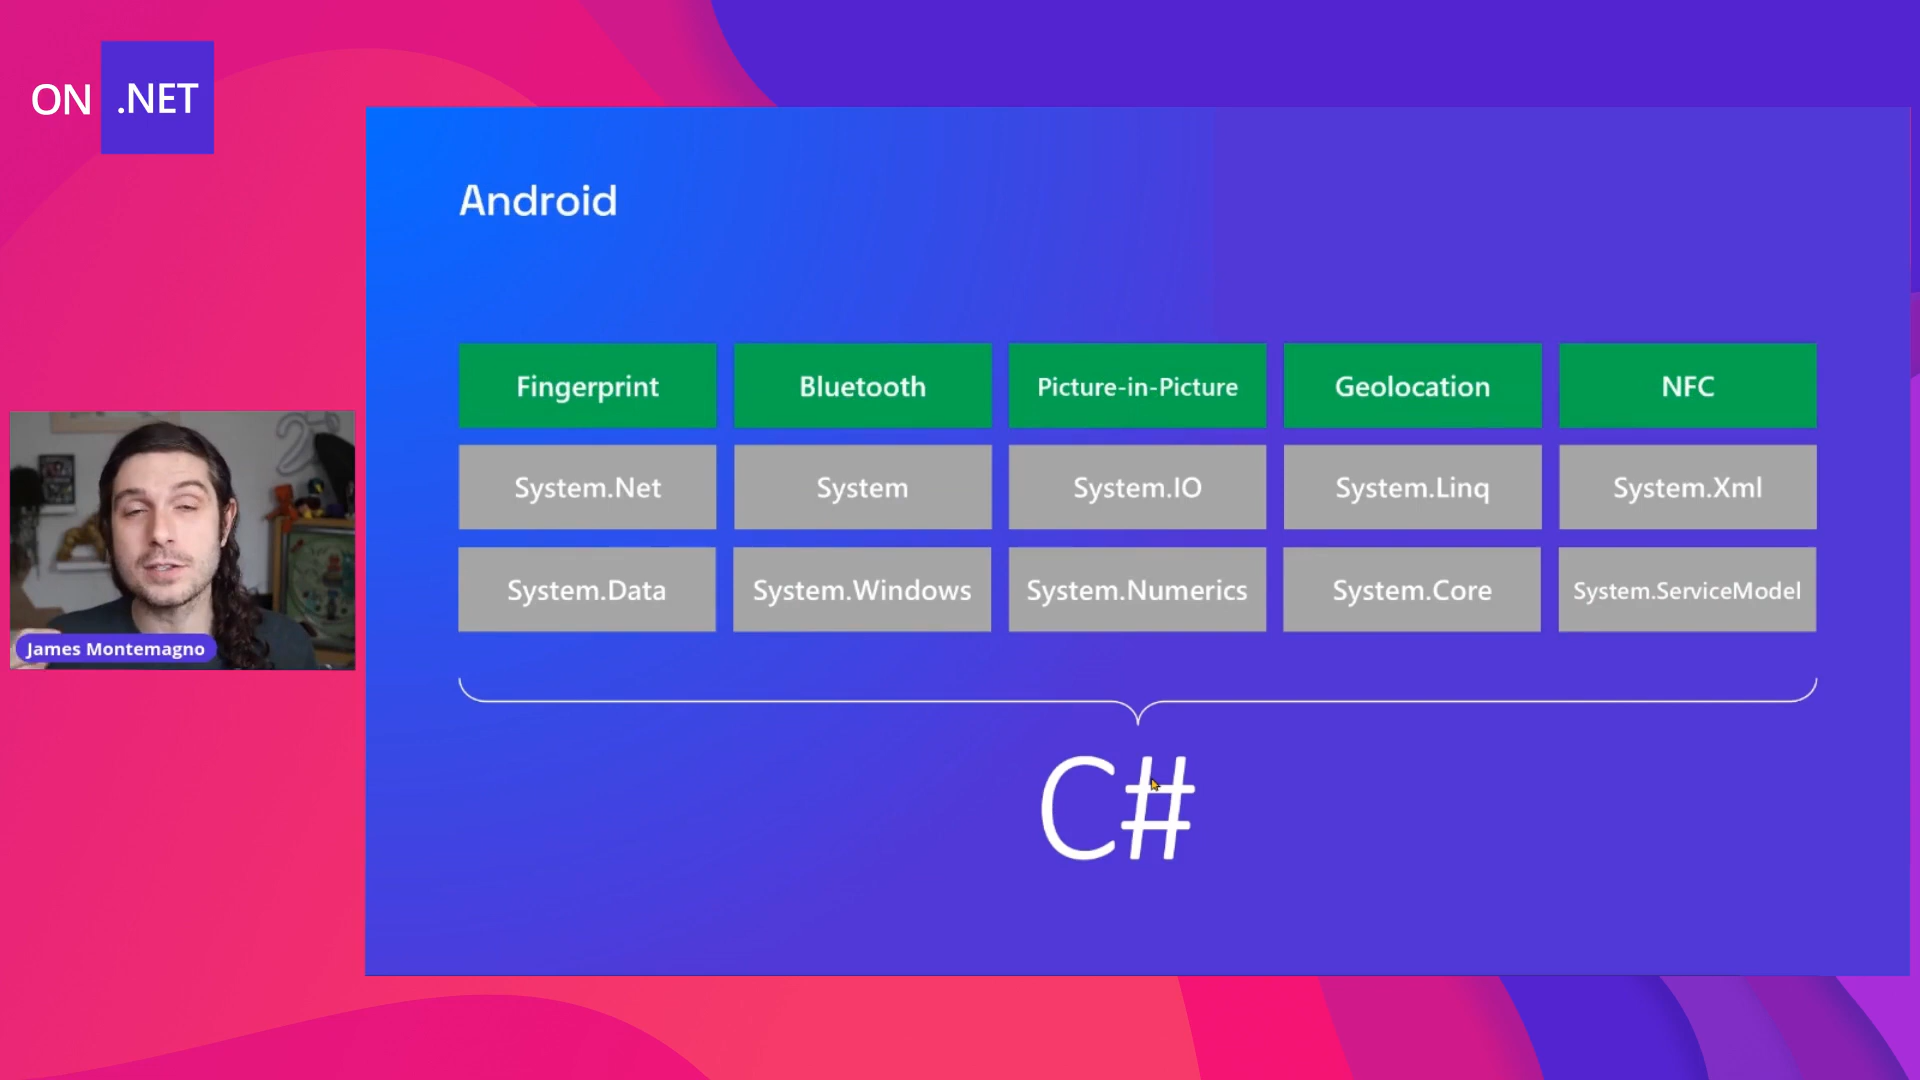 ON .NET
Android
Fingerprint Bluetooth Picture-in-Picture Geolocation NFC
System.Net System System.IO System.Linq System.Xml
System.Data System.Windows System.Numerics System.Core System.ServiceModel
James Montemagno
C#